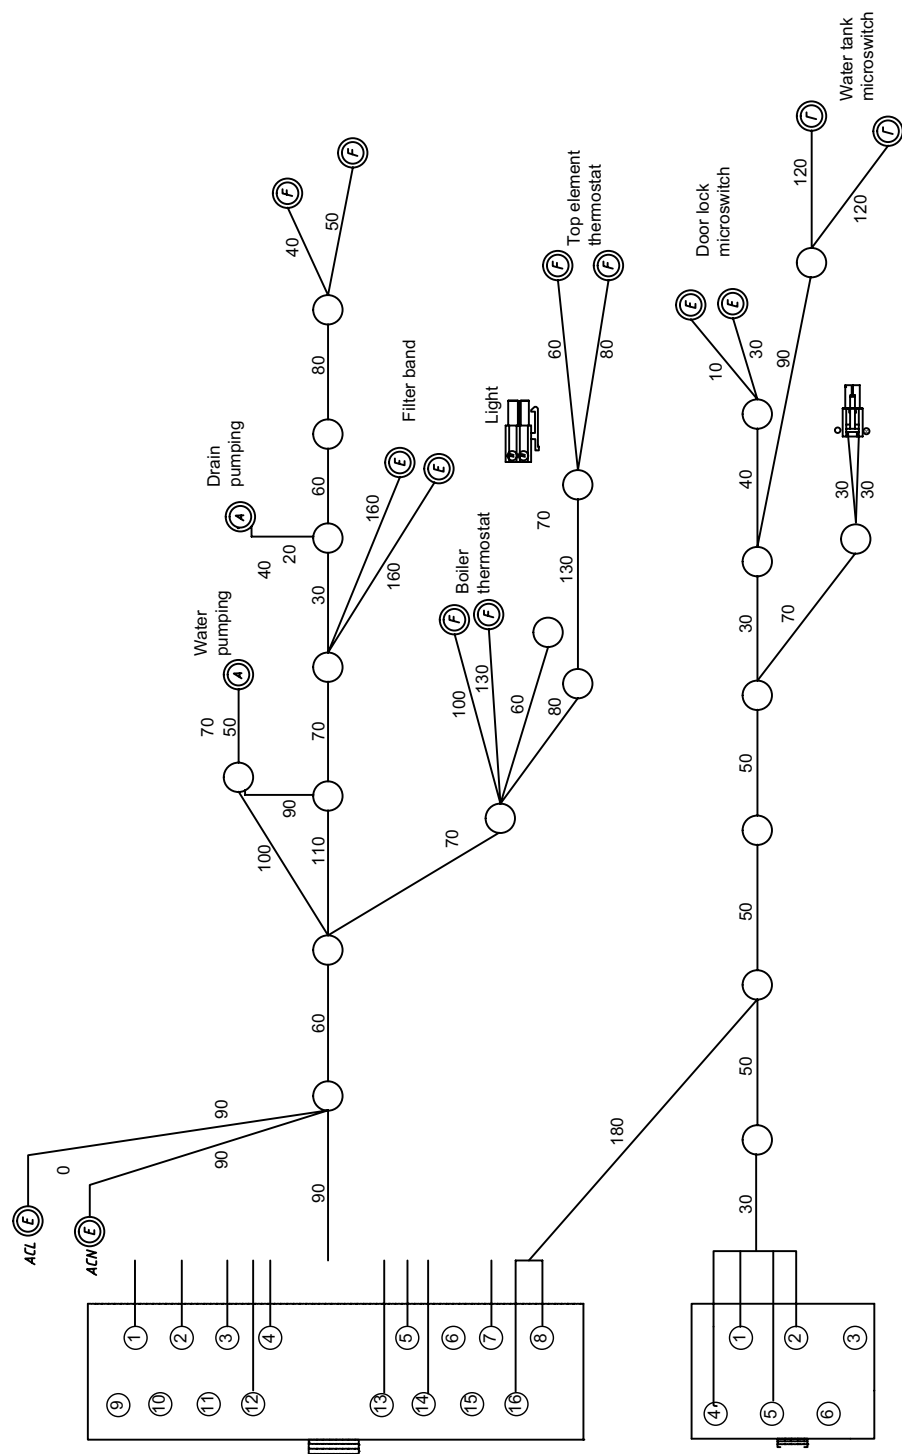 ACL
E
0
90
ACN
E
90
90
60
100
110
70
90
70
50
Water
pumping
A
70
30
40
20
Drain
pumping
A
60
80
40
F
50
F
160
160
Filter band
E
E
100
130
60
80
Boiler
thermostat
F
F
130
70
Light
60
80
Top element
thermostat
F
F
180
30
50
50
50
30
70
30
30
40
90
10
30
Door lock
microswitch
E
E
120
120
Water tank
microswitch
1
2
3
4
5
6
7
8
9
10
11
12
13
14
15
16
1
2
3
4
5
6